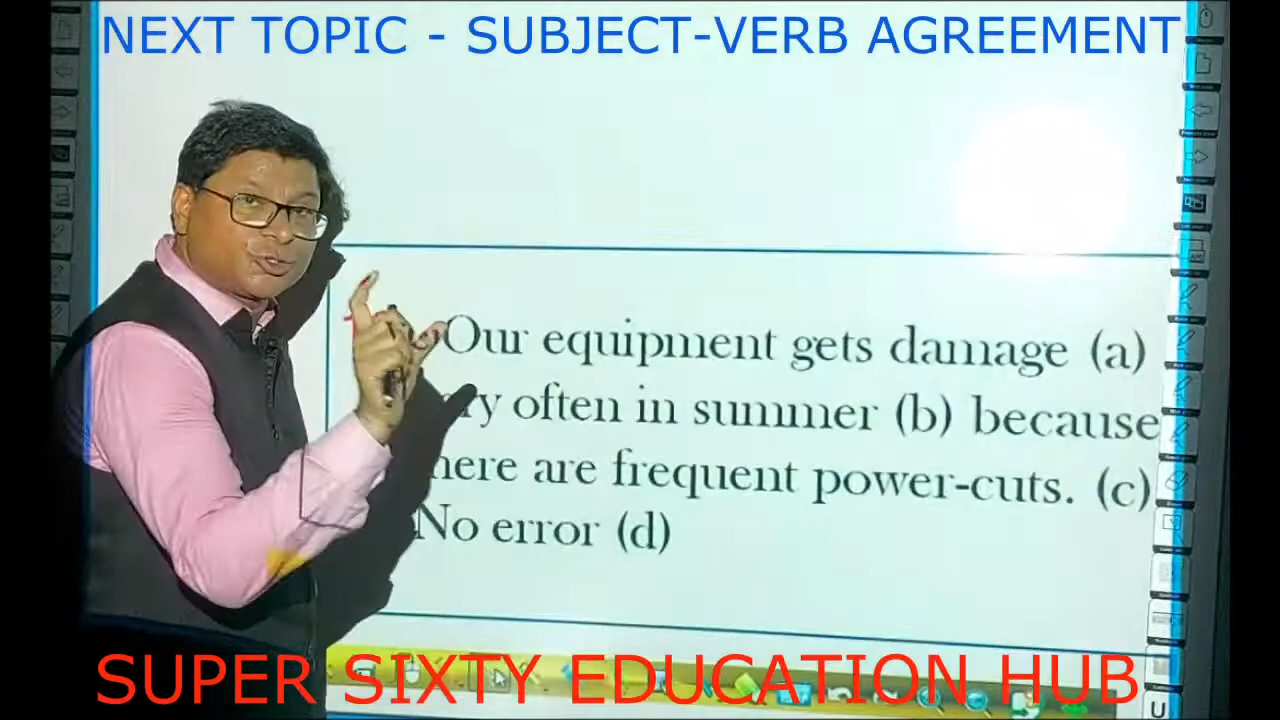 NEXT TOPIC - SUBJECT-VERB AGREEMENT
Our equipment gets damage (a)
often in summer (b) because
are frequent power-cuts. (c)
No error (d)
SUPER SIXTY EDUCATION HUB